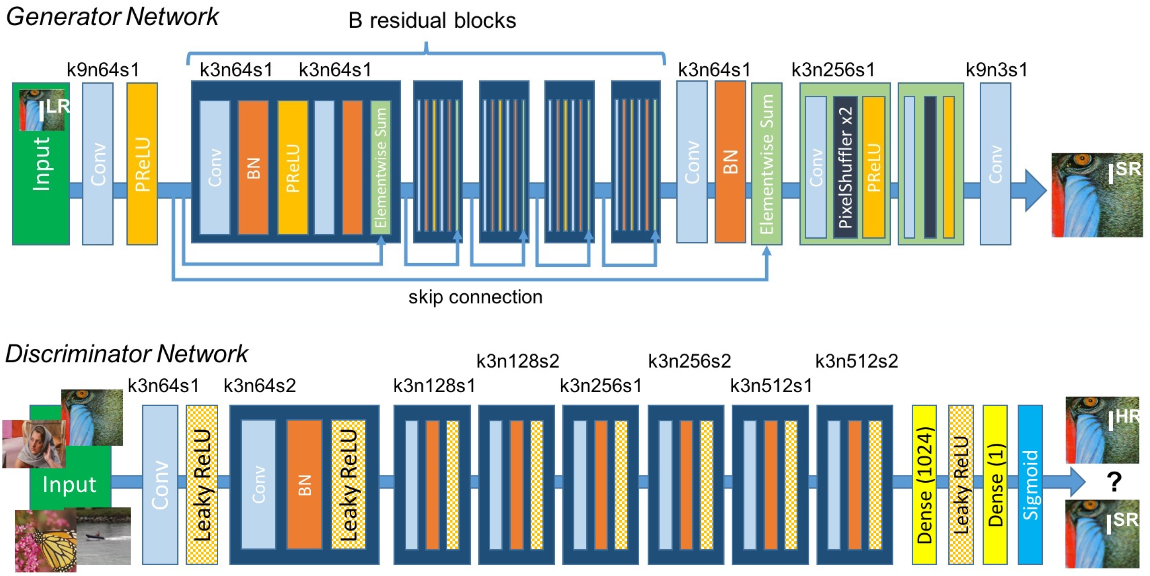 Generator Network
B residual blocks
k9n64s1
k3n64s1
k3n64s1
k3n64s1
k3n256s1
k9n3s1
I LR
Input
Conv
PReLU
Conv
BN
PReLU
Elementwise Sum
Conv
BN
Elementwise Sum
Conv
PixelShuffler x2
PReLU
Conv
I SR
skip connection
Discriminator Network
k3n128s2
k3n256s2
k3n512s2
k3n64s1
k3n64s2
k3n128s1
k3n256s1
k3n512s1
Input
Conv
Leaky ReLU
Conv
BN
Leaky ReLU
Dense (1024)
Leaky ReLU
Dense (1)
Sigmoid
I HR
?
I SR